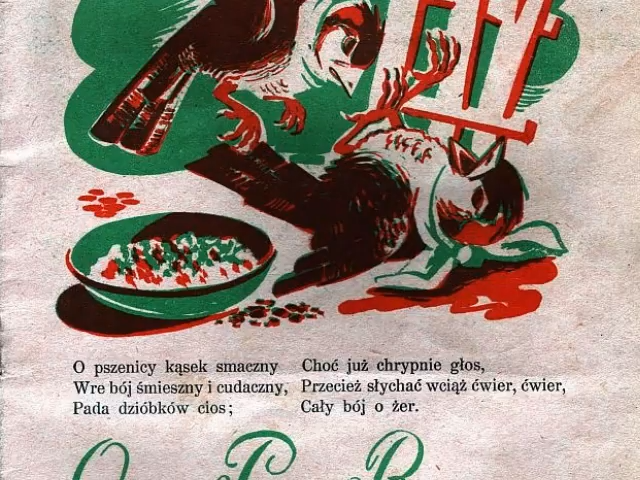 O pszenicy kąsek smaczny
Wre bój śmieszny i cudaczny,
Pada dzióbków cios;
Choć już chrypnie głos,
Przecież słychać wciąż ćwier, ćwier,
Cały bój o żer.
O P R